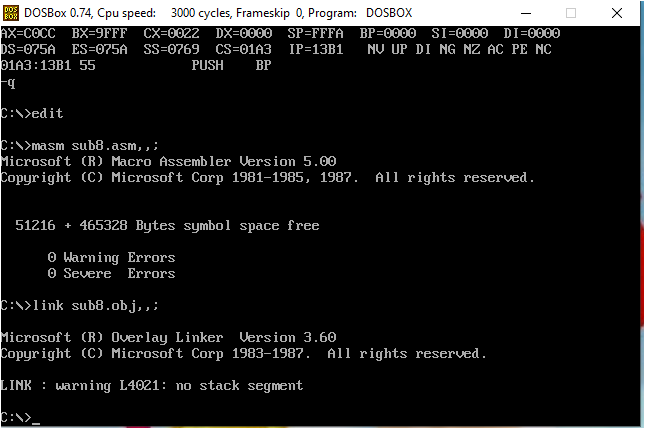 DOSBox 0.74, Cpu speed: 3000 cycles, Frameskip 0, Program: DOSBOX
AX=C0CC BX=9FFF CX=0022 DX=0000 SP=FFFA BP=0000 SI=0000 DI=0000
DS=075A ES=075A SS=0769 CS=01A3 IP=13B1 NV UP DI NG NZ AC PE NC
01A3:13B1 55 PUSH BP
-q
C:\>edit
C:\>masm sub8.asm,,;
Microsoft (R) Macro Assembler Version 5.00
Copyright (C) Microsoft Corp 1981-1985, 1987. All rights reserved.
51216 + 465328 Bytes symbol space free
0 Warning Errors
0 Severe Errors
C:\>link sub8.obj,,;
Microsoft (R) Overlay Linker Version 3.60
Copyright (C) Microsoft Corp 1983-1987. All rights reserved.
LINK : warning L4021: no stack segment
C:\>_